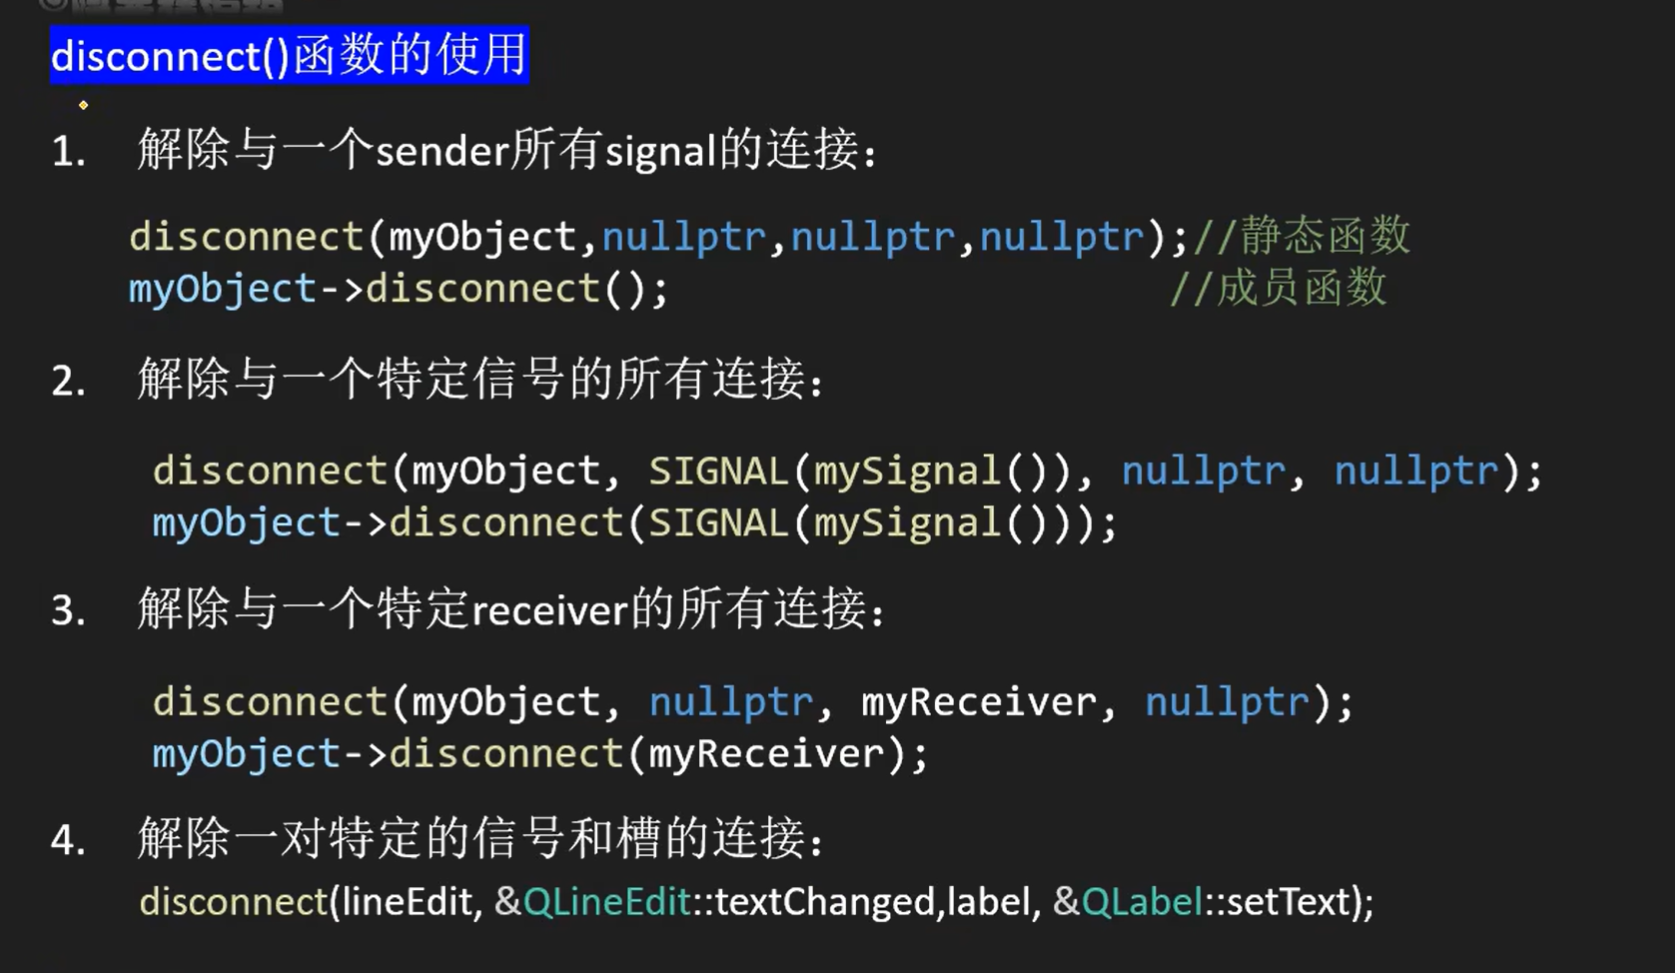 disconnect()函数的使用
1. 解除与一个sender所有signal的连接：
disconnect(myObject,nullptr,nullptr,nullptr);//静态函数
myObject->disconnect(); //成员函数
2. 解除与一个特定信号的所有连接：
disconnect(myObject, SIGNAL(mySignal()), nullptr, nullptr);
myObject->disconnect(SIGNAL(mySignal()));
3. 解除与一个特定receiver的所有连接：
disconnect(myObject, nullptr, myReceiver, nullptr);
myObject->disconnect(myReceiver);
4. 解除一对特定的信号和槽的连接：
disconnect(lineEdit, &QLineEdit::textChanged,label, &QLabel::setText);